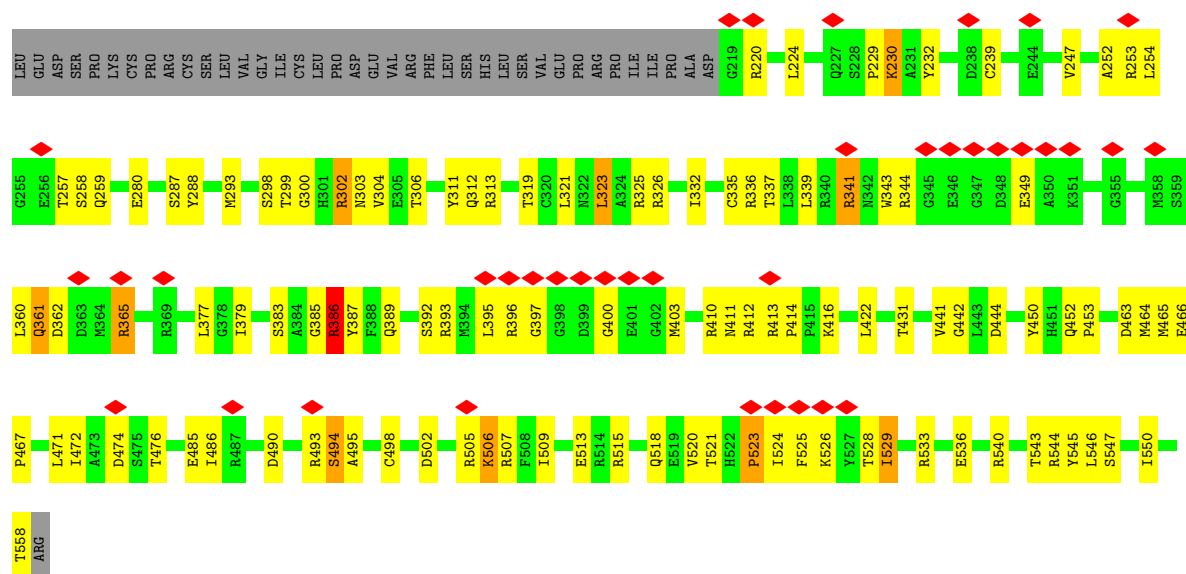 LEU GLU ASP SER PRO LYS CYS PRO ARG CYS SER LEU VAL GLY ILE CYS LEU PRO ASP GLU VAL ARG PHE LEU SER HIS LEU SER VAL GLU PRO ARG PRO ILE ILE PRO ALA ASP G219 R220 L224 Q227 S228 P229 K230 A231 Y232 D238 C239 E244 V247 A252 R253 L254
G255 E256 T257 S258 Q259 E280 S287 Y288 M293 S298 T299 G300 H301 R302 N303 V304 E305 T306 Y311 Q312 R313 T319 C320 L321 N322 L323 A324 R325 R326 I332 C335 R336 T337 L338 L339 R340 R341 N342 W343 R344 G345 E346 G347 D348 E349 A350 K351 G355 M358 S359
L360 Q361 D362 D363 M364 R365 R369 L377 G378 I379 S383 A384 G385 R386 Y387 F388 Q389 S392 R393 M394 L395 R396 G397 G398 D399 G400 E401 G402 M403 R410 N411 R412 R413 P414 P415 K416 L422 T431 V441 G442 L443 D444 Y450 H451 Q452 P453 D463 M464 M465 E466
P467 L471 I472 A473 D474 S475 T476 E485 I486 R487 D490 R493 S494 A495 C498 D502 R505 K506 R507 F508 I509 E513 R514 R515 Q518 E519 V520 T521 H522 P523 I524 F525 K526 Y527 T528 I529 R533 E536 R540 T543 R544 Y545 L546 S547 I550
T558 ARG